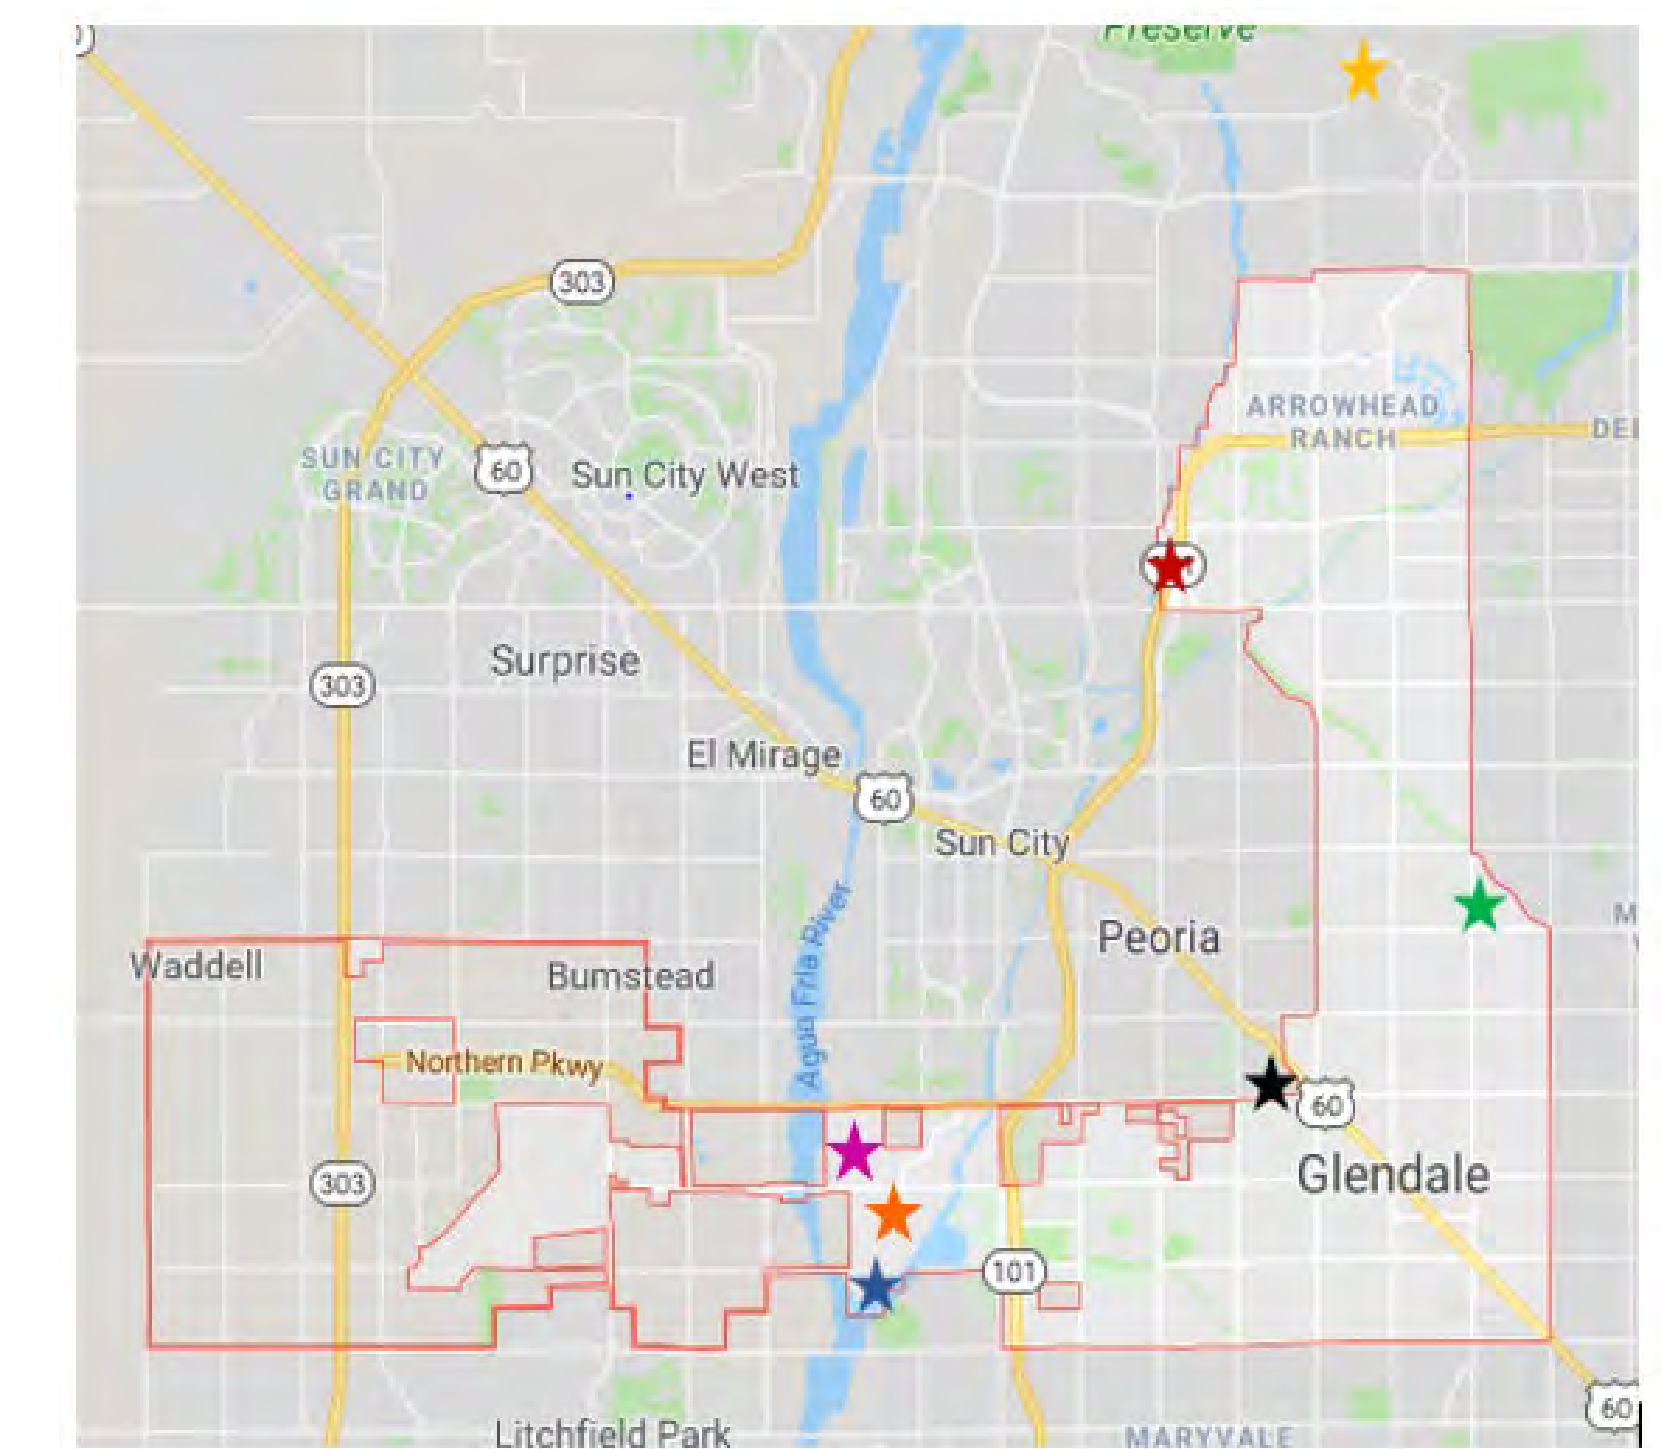 Preserve
303
ARROWHEAD
RANCH
DE
SUN CITY
GRAND
60
Sun City West
Surprise
303
El Mirage
60
Sun City
Agua Fria River
Peoria
M
Waddell
Bumstead
Northern Pkwy
60
Glendale
303
101
60
Litchfield Park
MARYVALE